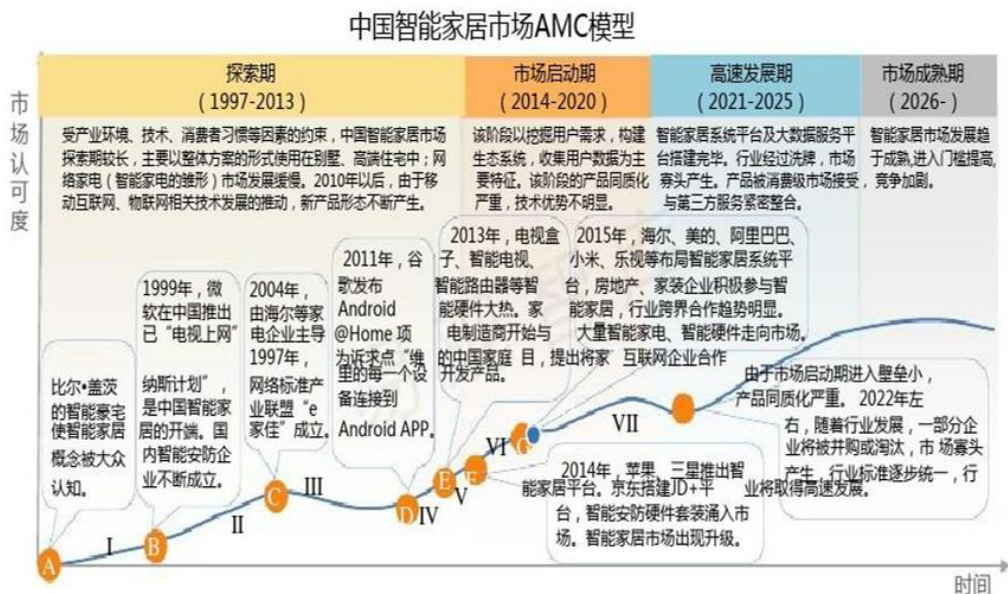 中国智能家居市场AMC模型
探索期
（1997-2013）
市场启动期
（2014-2020）
高速发展期
（2021-2025）
市场成熟期
（2026-）
市场认可度
受产业环境、技术、消费者习惯等因素的约束，中国智能家居市场
探索期较长，主要以整体方案的形式使用在别墅、高端住宅中；网
络家电（智能家电的雏形）市场发展缓慢。2010年以后，由于移
动互联网、物联网相关技术发展的推动，新产品形态不断产生。
该阶段以挖掘用户需求，构建
生态系统，收集用户数据为主
要特征。该阶段的产品同质化
严重，技术优势不明显。
智能家居系统平台及大数据服务平
台搭建完毕。行业经过洗牌，市场
寡头产生。产品被消费级市场接受
与第三方服务紧密整合。
智能家居市场发展趋
于成熟,进入门槛提高,
竞争加剧。
比尔•盖茨
的智能豪宅
使智能家居
概念被大众
认知。
1999年，微
软在中国推出
已“电视上网”
纳斯计划”，
是中国智能家
居的开端。国
内智能安防企
业不断成立。
2004年，
由海尔等家
电企业主导
1997年，
网络标准产
业联盟“e
家佳”成立。
2011年，谷
歌发布
Android
@Home 项
为诉求点“维
里的每一个设
备连接到
Android APP。
2013年，电视盒
子、智能电视、
智能路由器等智
能硬件大热。家
电制造商开始与
的中国家庭 目，提出将家 互联网企业合作
开发产品。
2015年，海尔、美的、阿里巴巴、
小米、乐视等布局智能家居系统平
台，房地产、家装企业积极参与智
能家居，行业跨界合作趋势明显。
大量智能家电、智能硬件走向市场。
2014年，苹果、三星推出智
能家居平台。京东搭建JD+平
台，智能安防硬件套装涌入市
场。智能家居市场出现升级。
由于市场启动期进入壁垒小，
产品同质化严重。 2022年左
右，随着行业发展，一部分企
业将被并购或淘汰，市 场寡头
产生，行业标准逐步统一，行
业将取得高速发展。
A
I
B
II
C
III
D
IV
E
V
F
VI
G
VII
时间